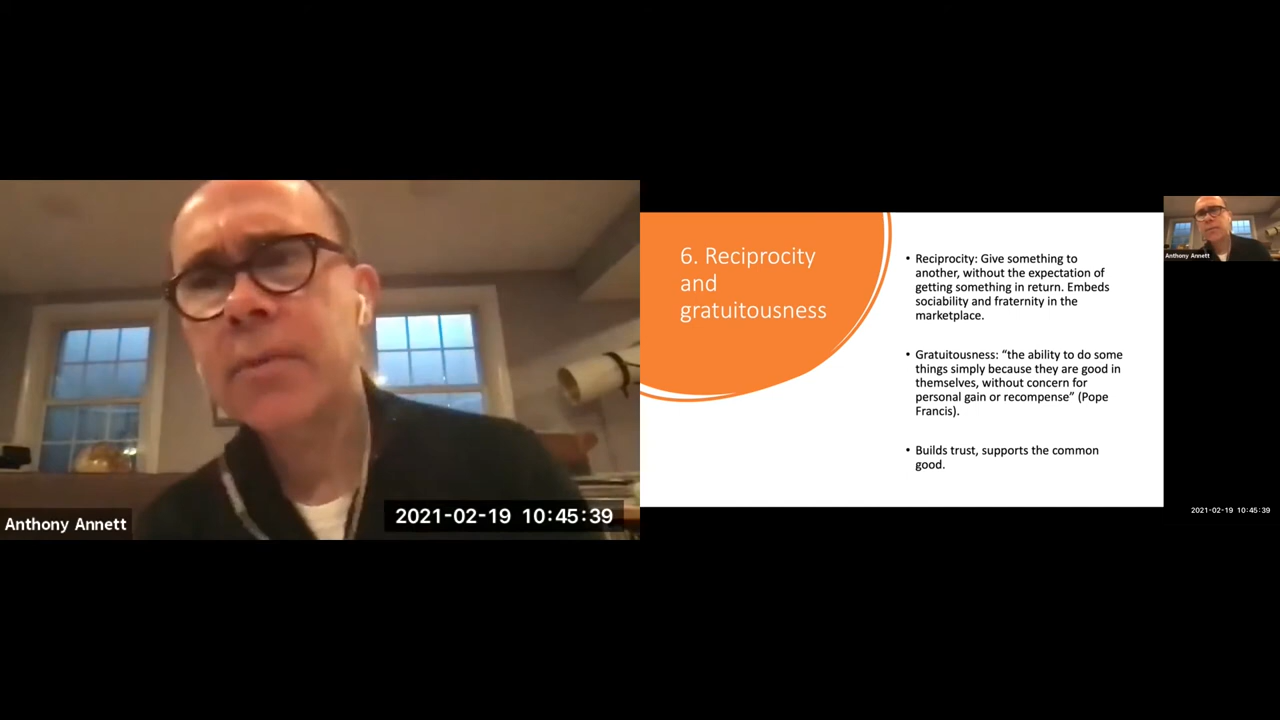 Anthony Annett
2021-02-19 10:45:39
6. Reciprocity
and
gratuitousness
• Reciprocity: Give something to
another, without the expectation of
getting something in return. Embeds
sociability and fraternity in the
marketplace.
• Gratuitousness: “the ability to do some
things simply because they are good in
themselves, without concern for
personal gain or recompense” (Pope
Francis).
• Builds trust, supports the common
good.
Anthony Annett
2021-02-19 10:45:39